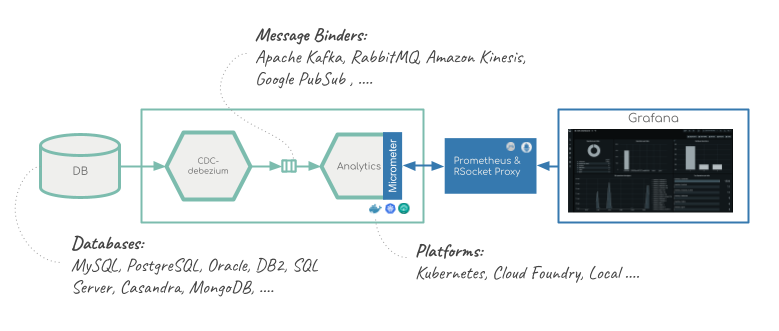 Message Binders:
Apache Kafka, RabbitMQ, Amazon Kinesis,
Google PubSub , ....
Grafana
DB
CDC-
debezium
Analytics
Micrometer
Prometheus &
RSocket Proxy
Databases:
MySQL, PostgreSQL, Oracle, DB2, SQL
Server, Casandra, MongoDB, ....
Platforms:
Kubernetes, Cloud Foundry, Local ....